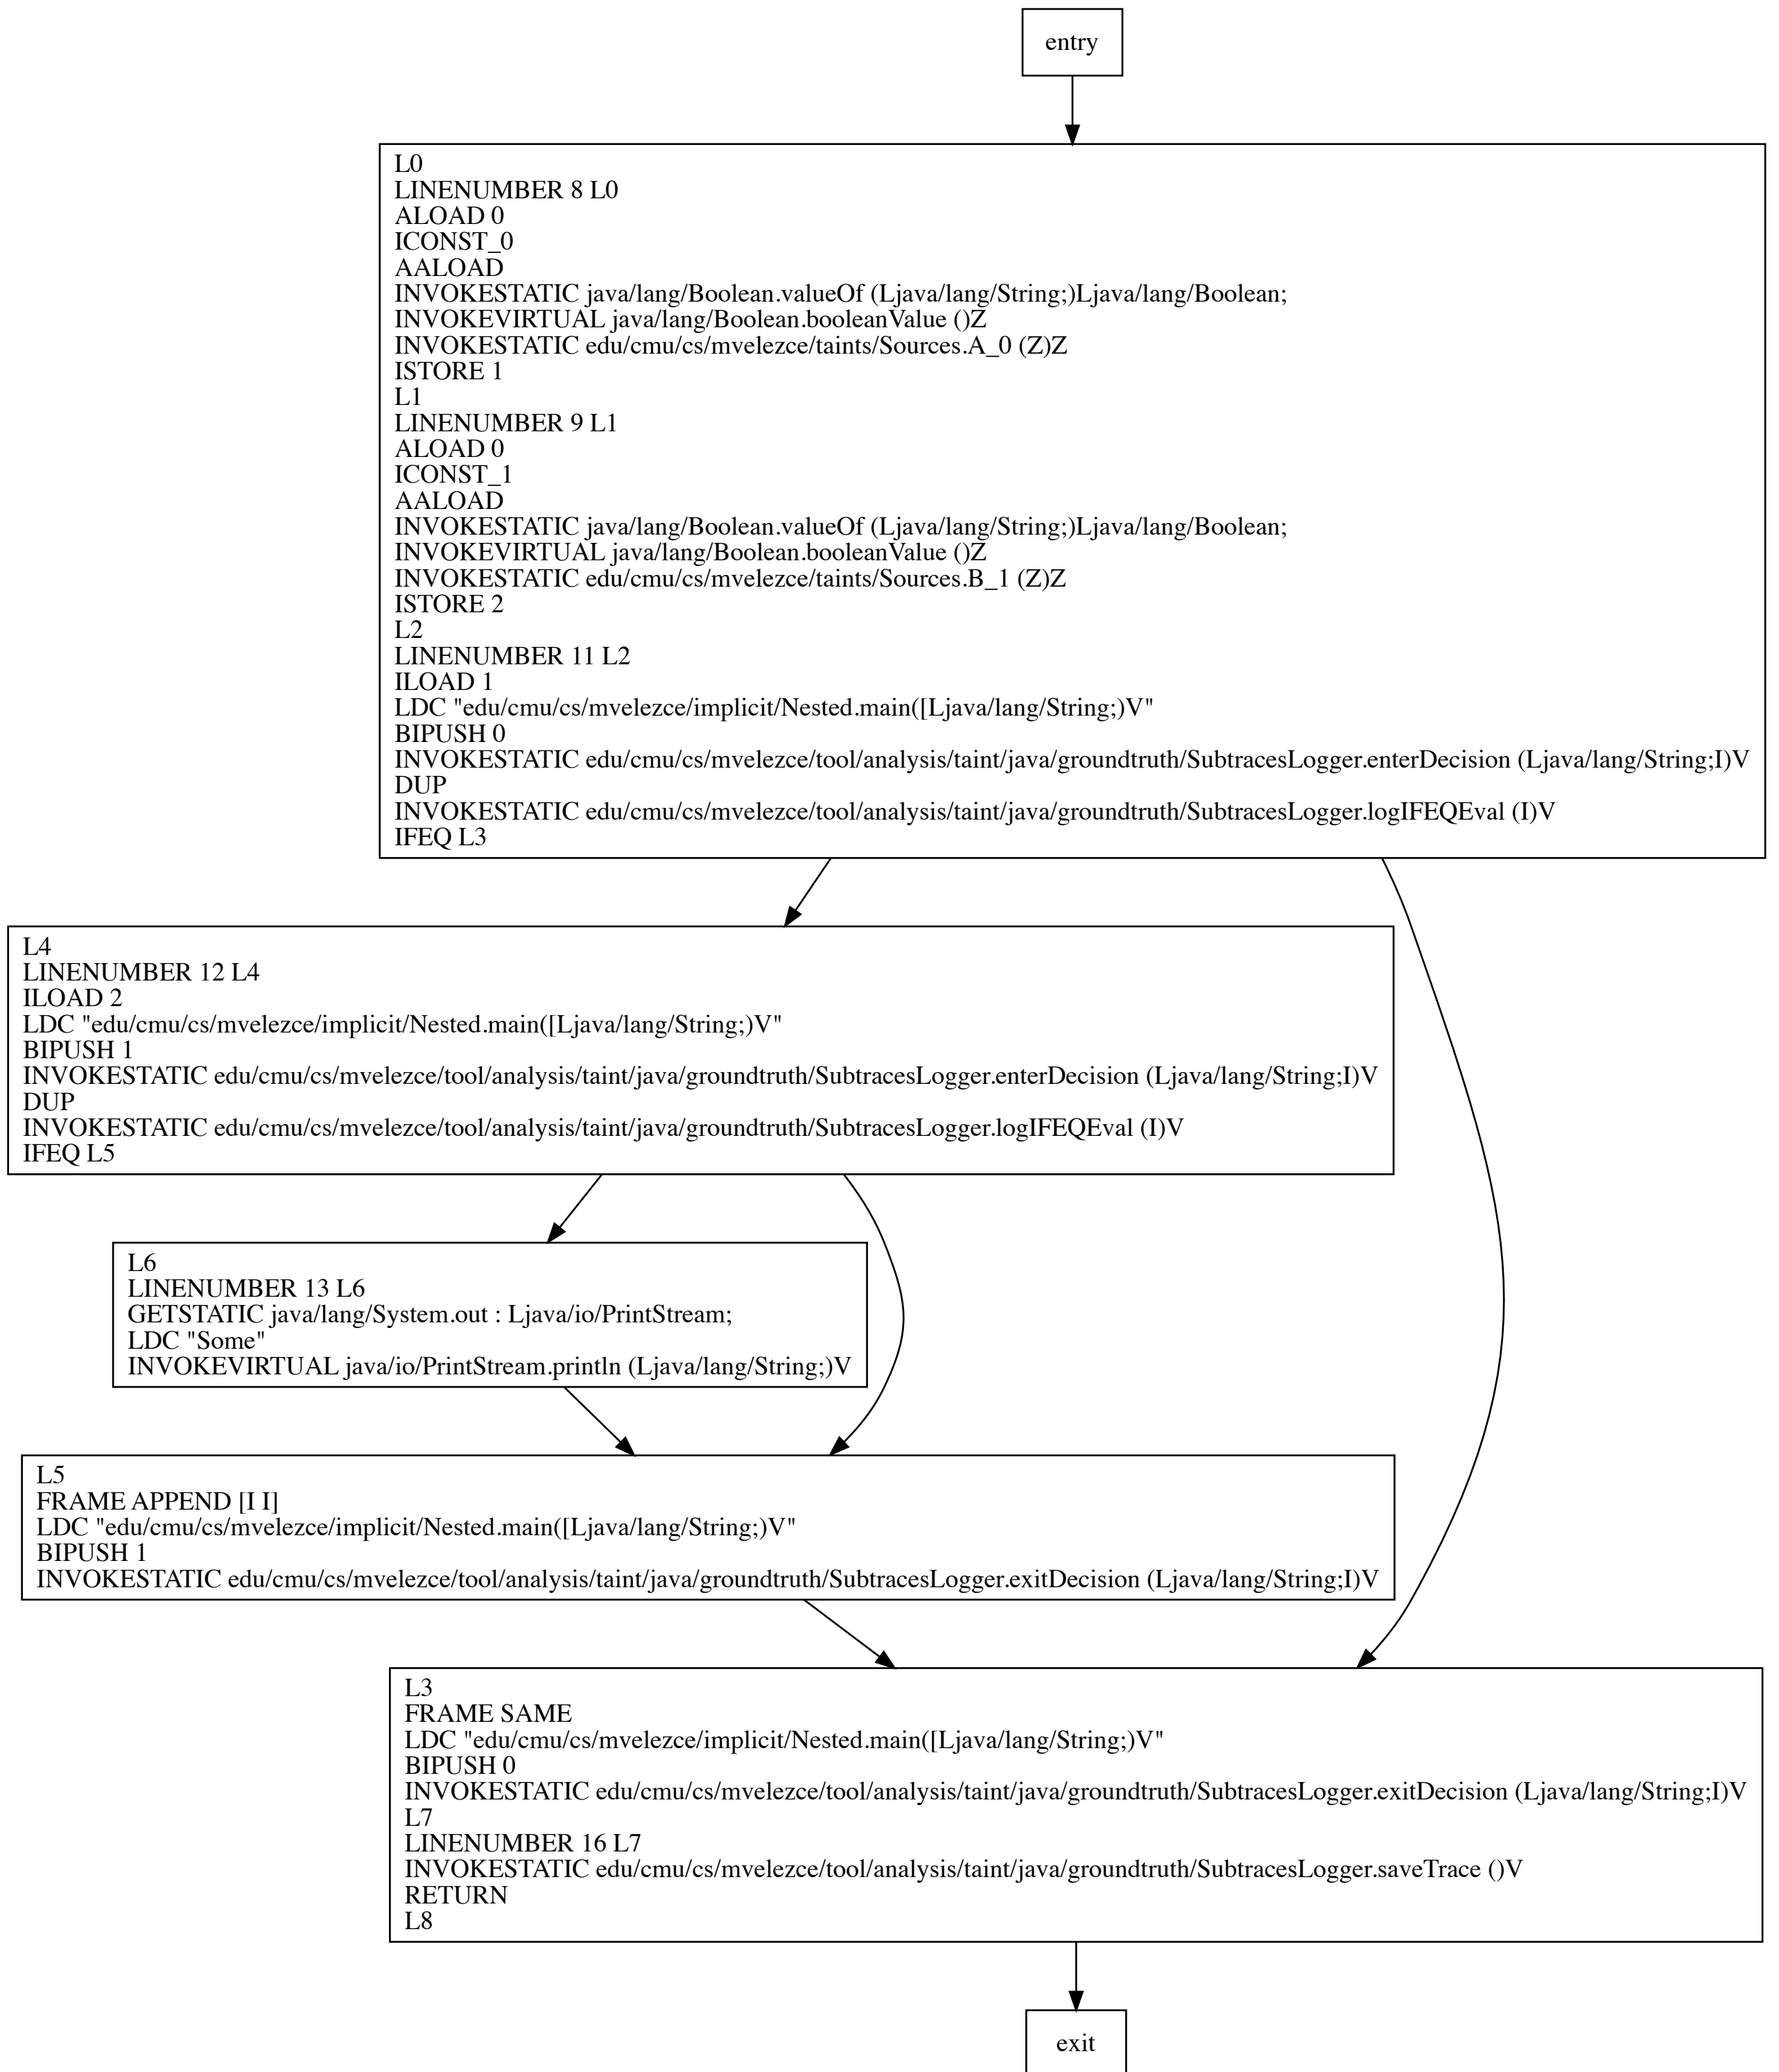 entry
L0
LINENUMBER 8 L0
ALOAD 0
ICONST_0
AALOAD
INVOKESTATIC java/lang/Boolean.valueOf (Ljava/lang/String;)Ljava/lang/Boolean;
INVOKEVIRTUAL java/lang/Boolean.booleanValue ()Z
INVOKESTATIC edu/cmu/cs/mvelezce/taints/Sources.A_0 (Z)Z
ISTORE 1
L1
LINENUMBER 9 L1
ALOAD 0
ICONST_1
AALOAD
INVOKESTATIC java/lang/Boolean.valueOf (Ljava/lang/String;)Ljava/lang/Boolean;
INVOKEVIRTUAL java/lang/Boolean.booleanValue ()Z
INVOKESTATIC edu/cmu/cs/mvelezce/taints/Sources.B_1 (Z)Z
ISTORE 2
L2
LINENUMBER 11 L2
ILOAD 1
LDC "edu/cmu/cs/mvelezce/implicit/Nested.main([Ljava/lang/String;)V"
BIPUSH 0
INVOKESTATIC edu/cmu/cs/mvelezce/tool/analysis/taint/java/groundtruth/SubtracesLogger.enterDecision (Ljava/lang/String;I)V
DUP
INVOKESTATIC edu/cmu/cs/mvelezce/tool/analysis/taint/java/groundtruth/SubtracesLogger.logIFEQEval (I)V
IFEQ L3
L4
LINENUMBER 12 L4
ILOAD 2
LDC "edu/cmu/cs/mvelezce/implicit/Nested.main([Ljava/lang/String;)V"
BIPUSH 1
INVOKESTATIC edu/cmu/cs/mvelezce/tool/analysis/taint/java/groundtruth/SubtracesLogger.enterDecision (Ljava/lang/String;I)V
DUP
INVOKESTATIC edu/cmu/cs/mvelezce/tool/analysis/taint/java/groundtruth/SubtracesLogger.logIFEQEval (I)V
IFEQ L5
L6
LINENUMBER 13 L6
GETSTATIC java/lang/System.out : Ljava/io/PrintStream;
LDC "Some"
INVOKEVIRTUAL java/io/PrintStream.println (Ljava/lang/String;)V
L5
FRAME APPEND [I I]
LDC "edu/cmu/cs/mvelezce/implicit/Nested.main([Ljava/lang/String;)V"
BIPUSH 1
INVOKESTATIC edu/cmu/cs/mvelezce/tool/analysis/taint/java/groundtruth/SubtracesLogger.exitDecision (Ljava/lang/String;I)V
L3
FRAME SAME
LDC "edu/cmu/cs/mvelezce/implicit/Nested.main([Ljava/lang/String;)V"
BIPUSH 0
INVOKESTATIC edu/cmu/cs/mvelezce/tool/analysis/taint/java/groundtruth/SubtracesLogger.exitDecision (Ljava/lang/String;I)V
L7
LINENUMBER 16 L7
INVOKESTATIC edu/cmu/cs/mvelezce/tool/analysis/taint/java/groundtruth/SubtracesLogger.saveTrace ()V
RETURN
L8
exit